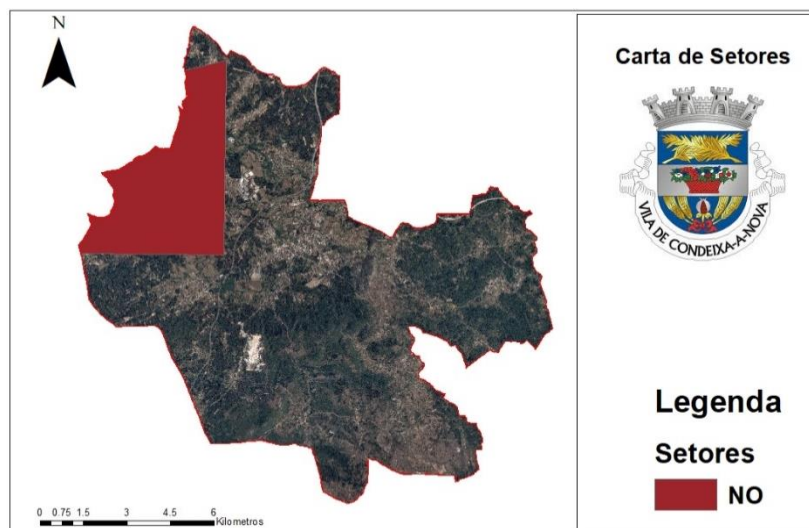 N
0 0.75 1.5 3 4.5 6
Kilometros
Carta de Setores
VILA DE CONDEIXA-A-NOVA
Legenda
Setores
NO